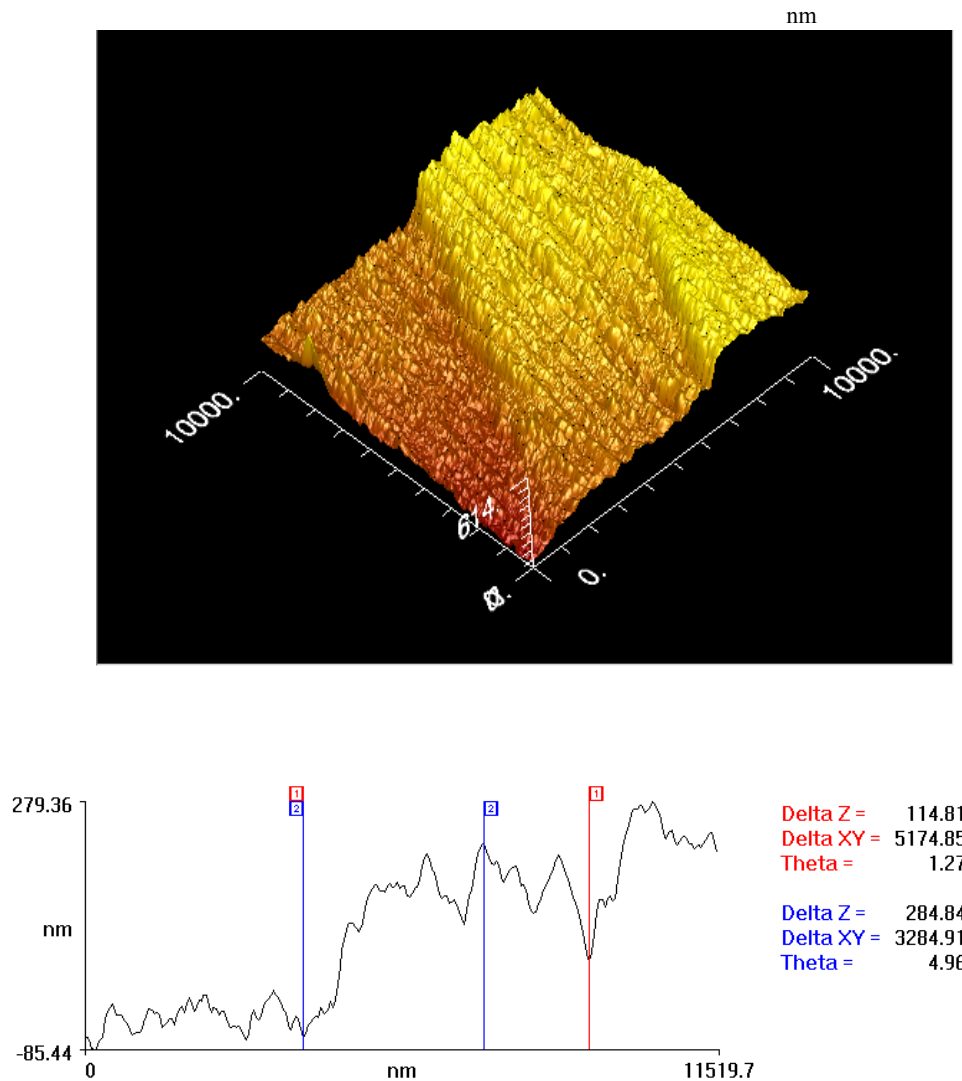 nm
10000.
10000.
614.
0.
0.
1
1
2
2
279.36
nm
-85.44
0
nm
11519.7
Delta Z = 114.81
Delta XY = 5174.85
Theta = 1.27
Delta Z = 284.84
Delta XY = 3284.91
Theta = 4.96